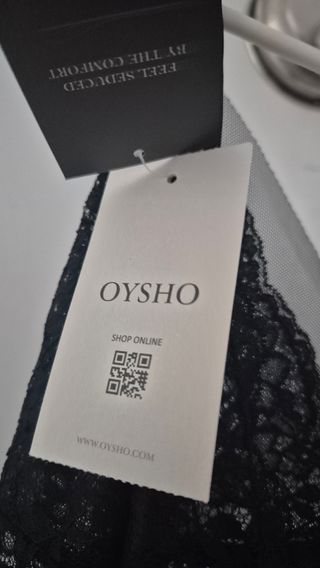 FEEL SEDUCED
BY THE COMFORT
OYSHO
SHOP ONLINE
WWW.OYSHO.COM